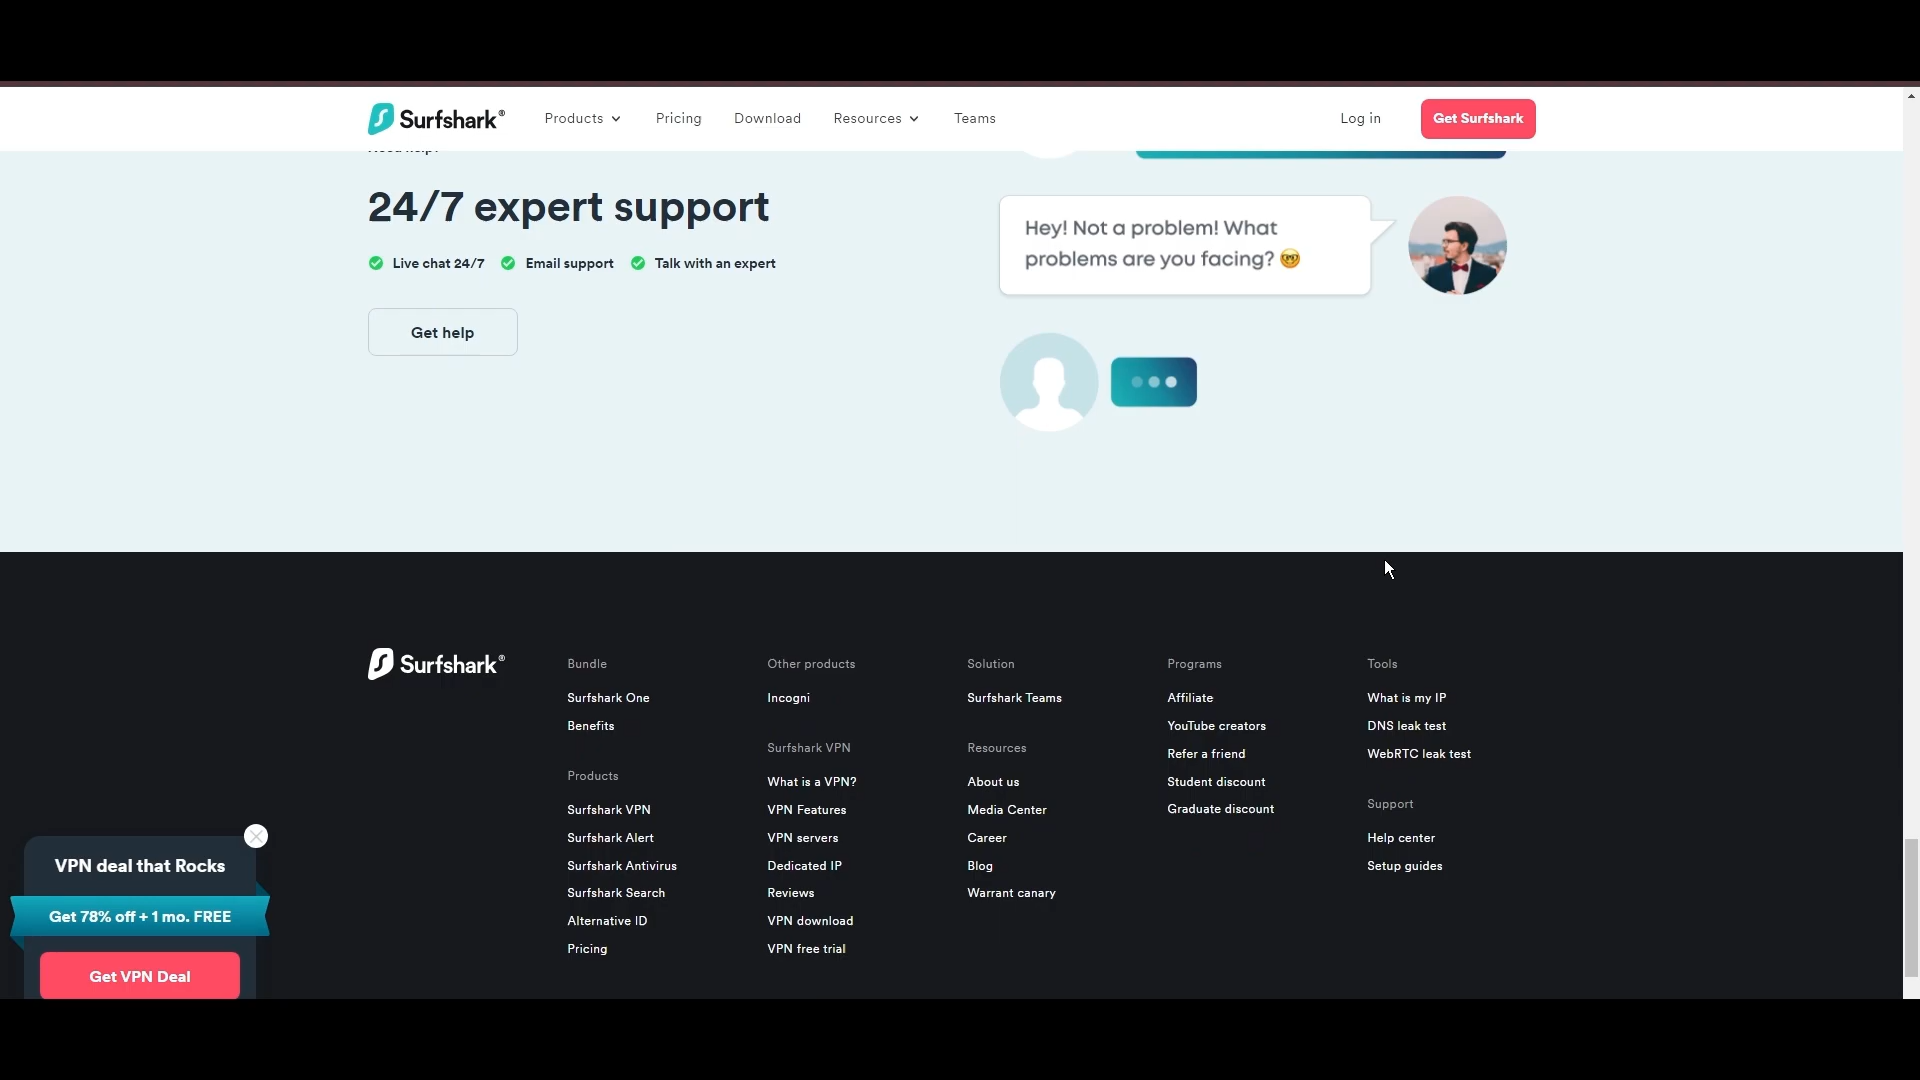 Surfshark®
Products
Pricing
Download
Resources
Teams
Log in
Get Surfshark
24/7 expert support
Live chat 24/7
Email support
Talk with an expert
Get help
Hey! Not a problem! What
problems are you facing? 🤓
Surfshark®
Bundle
Surfshark One
Benefits
Products
Surfshark VPN
Surfshark Alert
Surfshark Antivirus
Surfshark Search
Alternative ID
Pricing
Other products
Incogni
Surfshark VPN
What is a VPN?
VPN Features
VPN servers
Dedicated IP
Reviews
VPN download
VPN free trial
Solution
Surfshark Teams
Resources
About us
Media Center
Career
Blog
Warrant canary
Programs
Affiliate
YouTube creators
Refer a friend
Student discount
Graduate discount
Tools
What is my IP
DNS leak test
WebRTC leak test
Support
Help center
Setup guides
VPN deal that Rocks
Get 78% off + 1 mo. FREE
Get VPN Deal